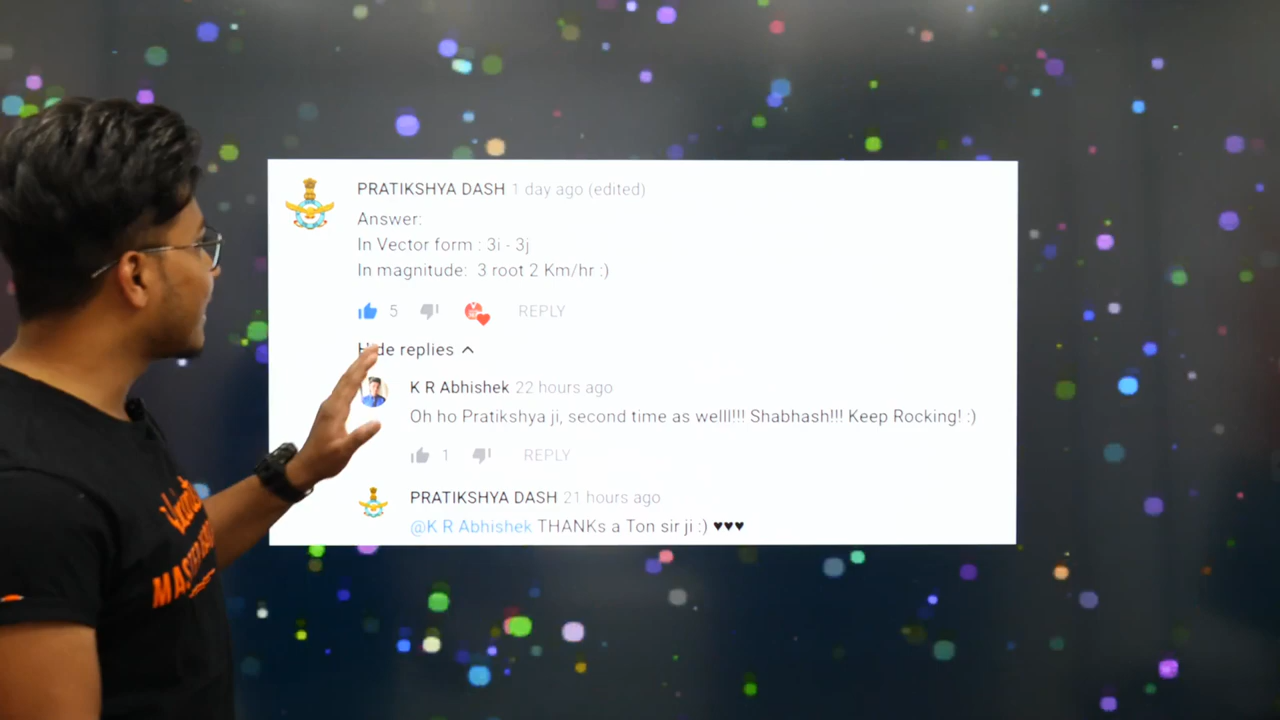 PRATIKSHYA DASH 1 day ago (edited)
Answer:
In Vector form : 3i - 3j
In magnitude: 3 root 2 Km/hr :)
5 REPLY
Hide replies
K R Abhishek 22 hours ago
Oh ho Pratikshya ji, second time as welll!!! Shabhash!!! Keep Rocking! :)
1 REPLY
PRATIKSHYA DASH 21 hours ago
@K R Abhishek THANKs a Ton sir ji :) ♥♥♥